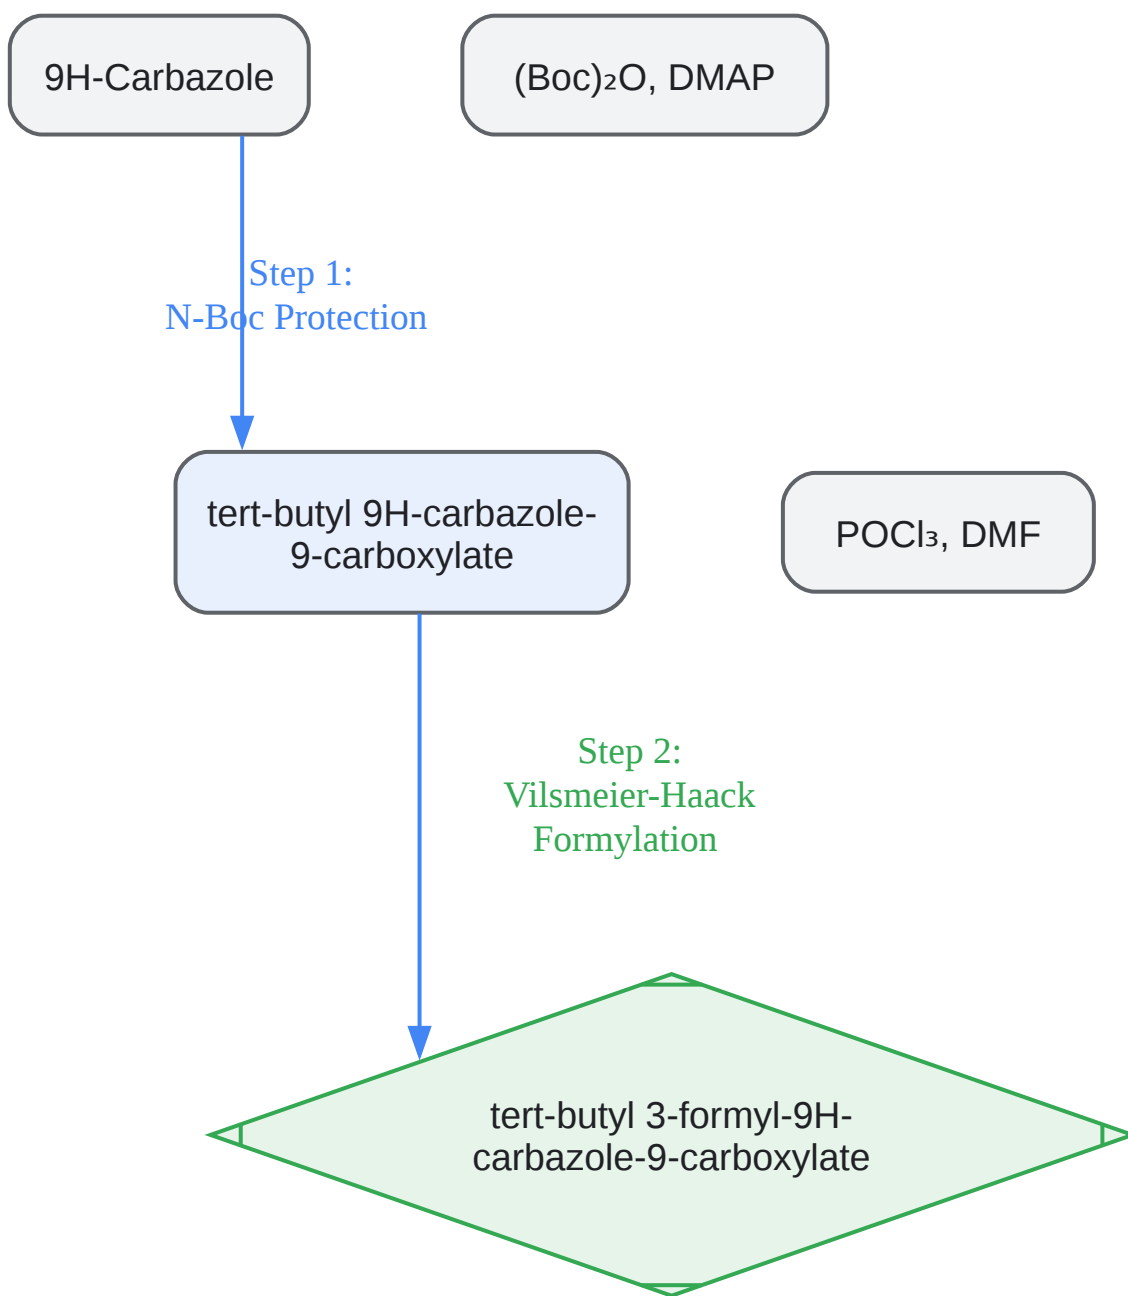 9H-Carbazole
(Boc)₂O, DMAP
Step 1:
N-Boc Protection
tert-butyl 9H-carbazole-
9-carboxylate
POCl₃, DMF
Step 2:
Vilsmeier-Haack
Formylation
tert-butyl 3-formyl-9H-
carbazole-9-carboxylate